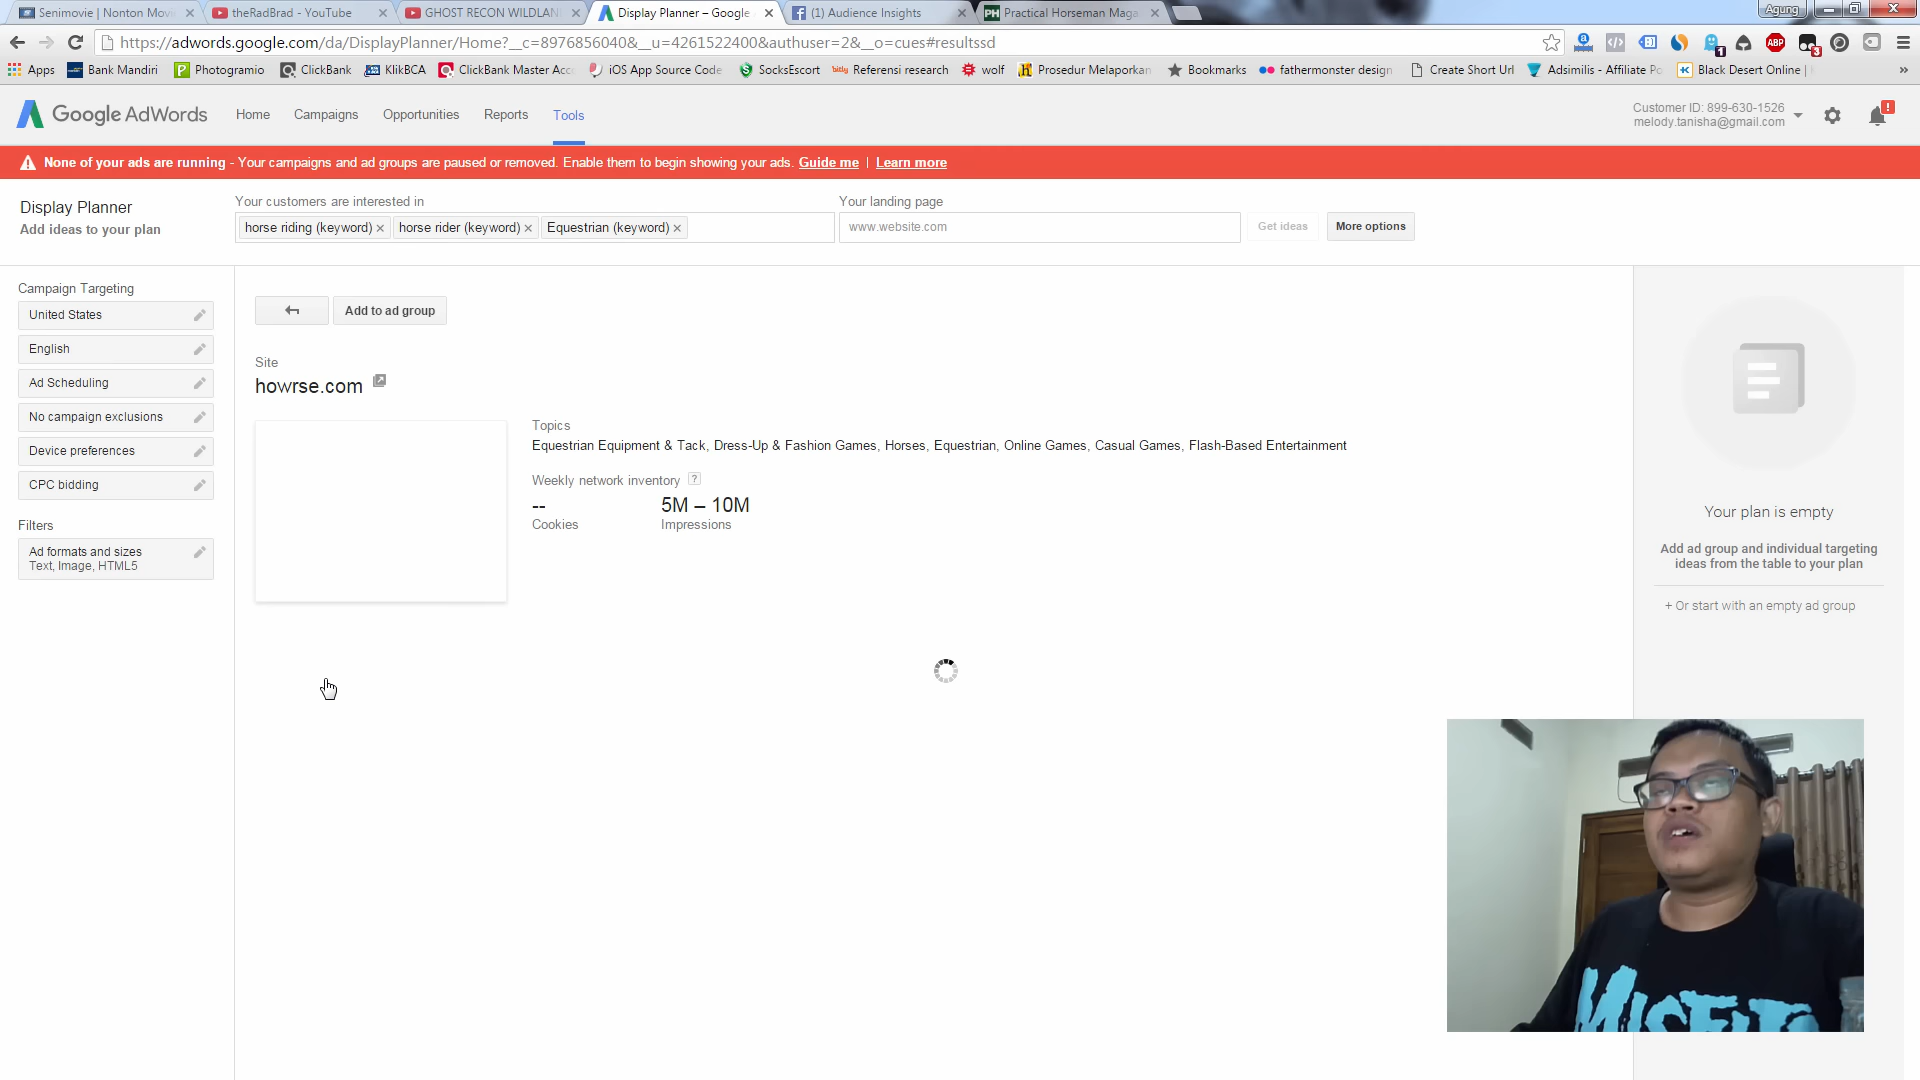 Senimovie | Nonton Movi
theRadBrad - YouTube
GHOST RECON WILDLAN
Display Planner – Google
(1) Audience Insights
PH Practical Horseman Maga
Agung
https://adwords.google.com/da/DisplayPlanner/Home?__c=8976856040&__u=4261522400&authuser=2&__o=cues#resultssd
Apps
Bank Mandiri
Photogramio
ClickBank
KlikBCA
ClickBank Master Acc
iOS App Source Code
SocksEscort
bitly Referensi research
wolf
Prosedur Melaporkan
Bookmarks
fathermonster design
Create Short Url
Adsimilis - Affiliate Po
Black Desert Online |
Google AdWords
Home
Campaigns
Opportunities
Reports
Tools
Customer ID: 899-630-1526
melody.tanisha@gmail.com
None of your ads are running - Your campaigns and ad groups are paused or removed. Enable them to begin showing your ads. Guide me | Learn more
Display Planner
Add ideas to your plan
Your customers are interested in
horse riding (keyword) × horse rider (keyword) × Equestrian (keyword) ×
Your landing page
www.website.com
Get ideas
More options
Campaign Targeting
United States
English
Ad Scheduling
No campaign exclusions
Device preferences
CPC bidding
Filters
Ad formats and sizes
Text, Image, HTML5
Add to ad group
Site
howrse.com
Topics
Equestrian Equipment & Tack, Dress-Up & Fashion Games, Horses, Equestrian, Online Games, Casual Games, Flash-Based Entertainment
Weekly network inventory ?
-- 5M – 10M
Cookies Impressions
Your plan is empty
Add ad group and individual targeting
ideas from the table to your plan
+ Or start with an empty ad group
MISFITS